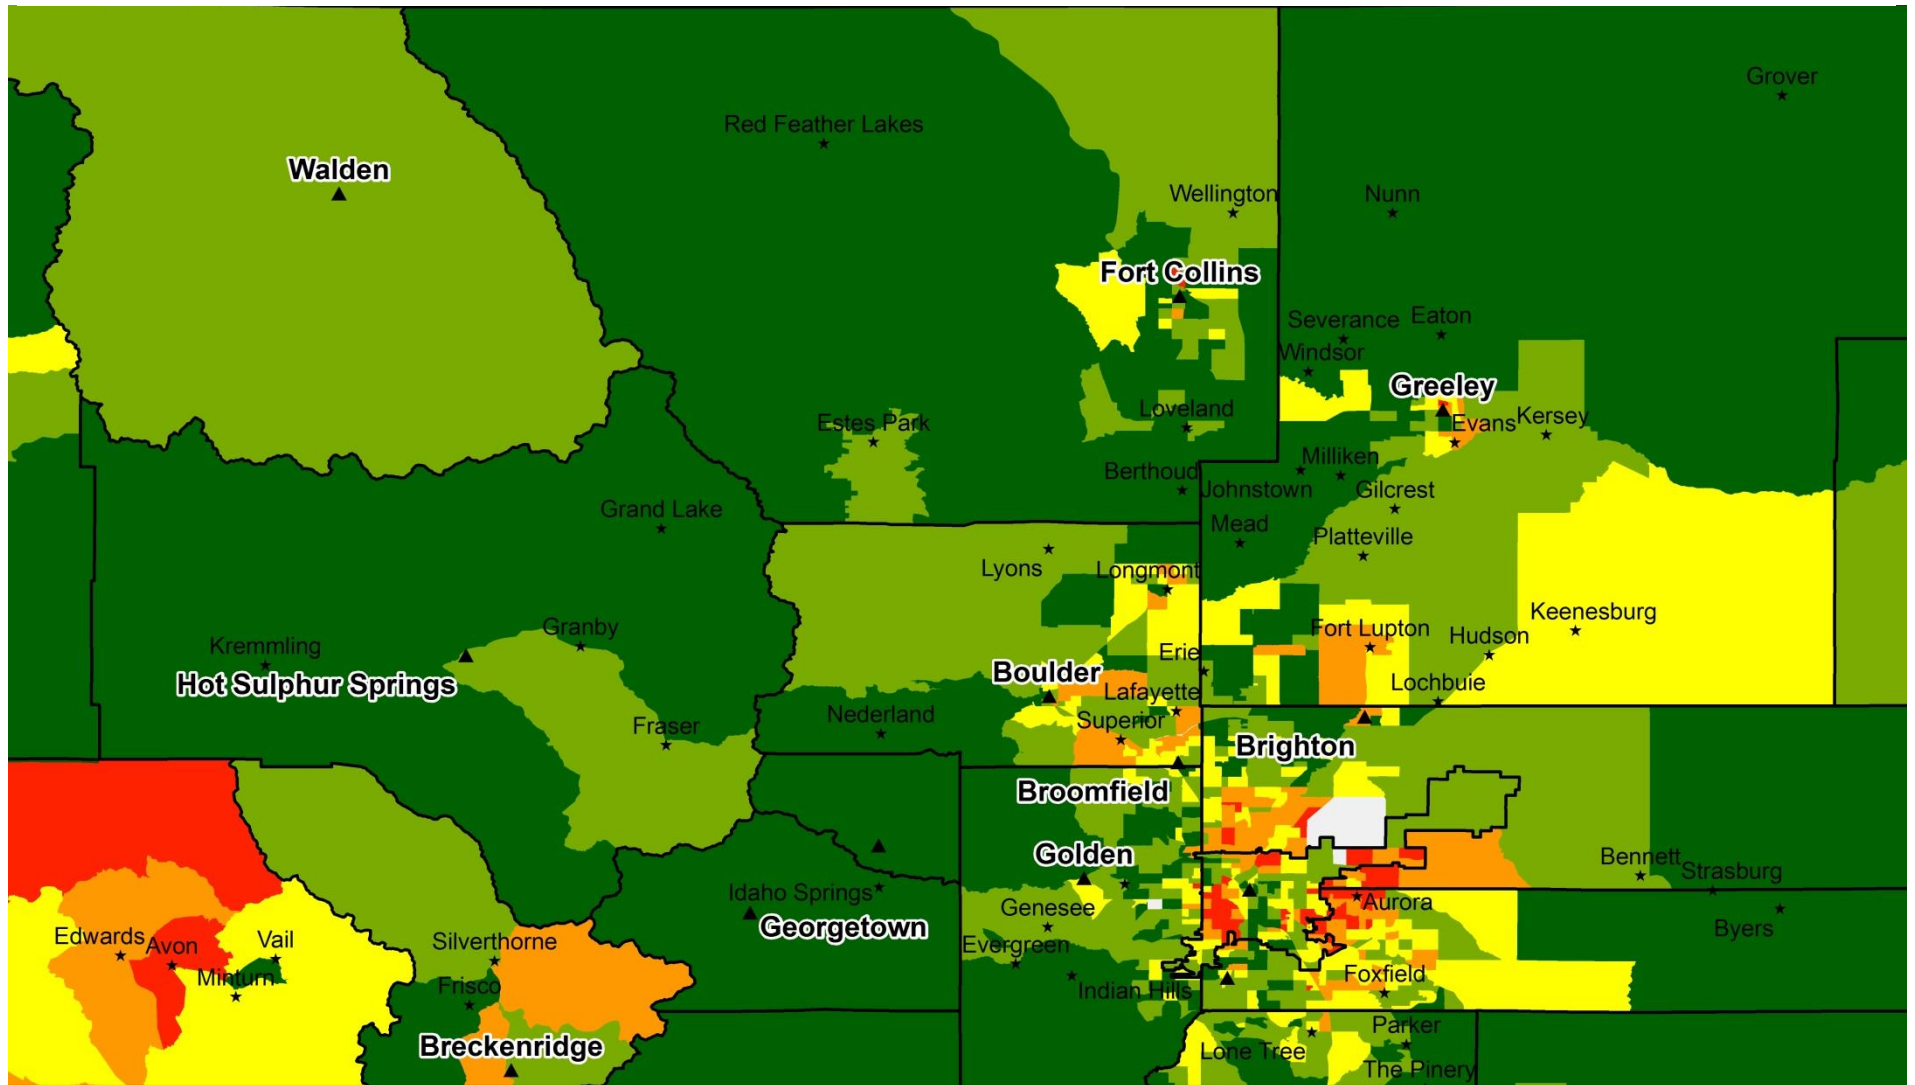 Grover
Red Feather Lakes
Walden
Wellington
Nunn
Fort Collins
Severance
Eaton
Windsor
Greeley
Loveland
Estes Park
Evans
Kersey
Milliken
Berthoud
Johnstown
Gilcrest
Grand Lake
Mead
Platteville
Lyons
Longmont
Keenesburg
Granby
Fort Lupton
Hudson
Kremmling
Erie
Boulder
Hot Sulphur Springs
Lafayette
Lochbuie
Nederland
Superior
Fraser
Brighton
Broomfield
Golden
Bennett
Strasburg
Idaho Springs
Genesee
Aurora
Georgetown
Byers
Edwards
Avon
Vail
Silverthorne
Evergreen
Minturn
Frisco
Indian Hills
Foxfield
Breckenridge
Parker
Lone Tree
The Pinery